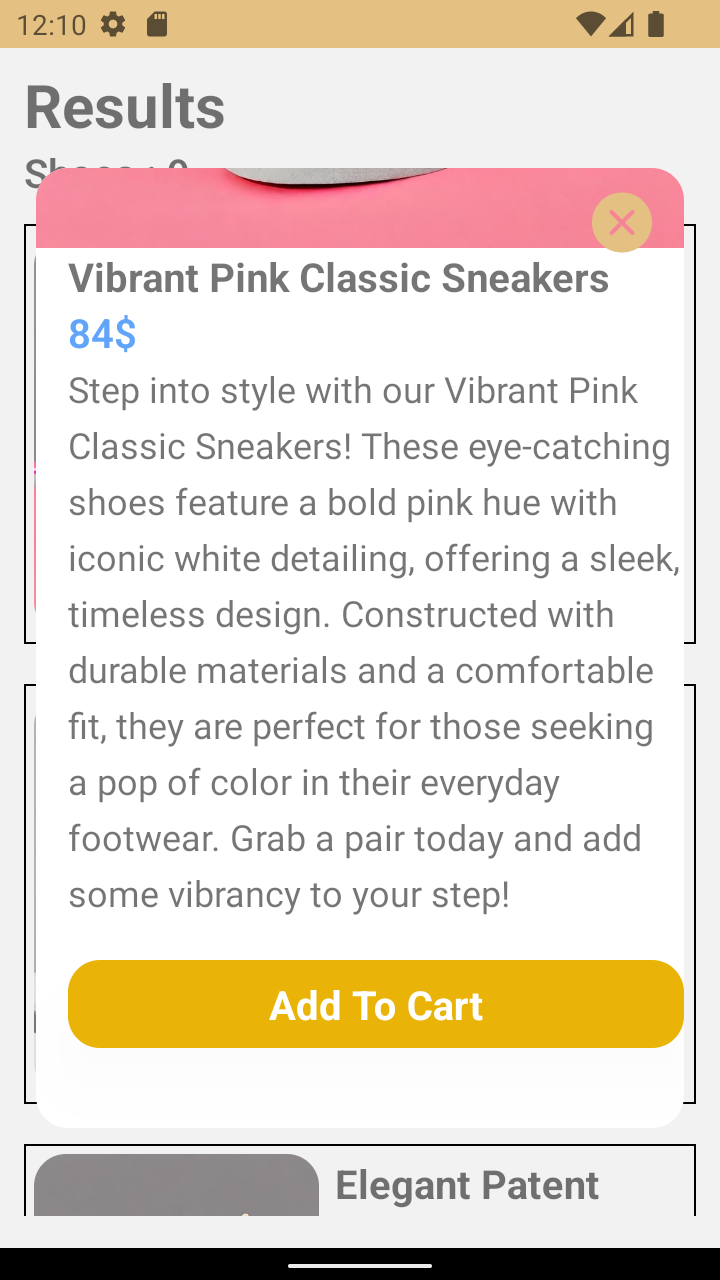 12:10
Results
Vibrant Pink Classic Sneakers
84$
Step into style with our Vibrant Pink
Classic Sneakers! These eye-catching
shoes feature a bold pink hue with
iconic white detailing, offering a sleek,
timeless design. Constructed with
durable materials and a comfortable
fit, they are perfect for those seeking
a pop of color in their everyday
footwear. Grab a pair today and add
some vibrancy to your step!
Add To Cart
Elegant Patent